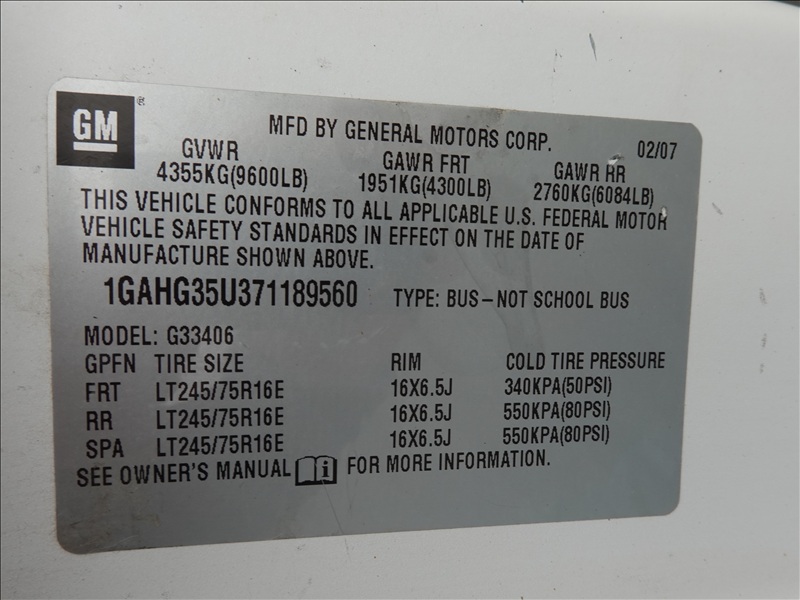 GM ®
MFD BY GENERAL MOTORS CORP. 02/07
GVWR GAWR FRT GAWR RR
4355KG(9600LB) 1951KG(4300LB) 2760KG(6084LB)
THIS VEHICLE CONFORMS TO ALL APPLICABLE U.S. FEDERAL MOTOR
VEHICLE SAFETY STANDARDS IN EFFECT ON THE DATE OF
MANUFACTURE SHOWN ABOVE.
1GAHG35U371189560 TYPE: BUS–NOT SCHOOL BUS
MODEL: G33406
GPFN TIRE SIZE RIM COLD TIRE PRESSURE
FRT LT245/75R16E 16X6.5J 340KPA(50PSI)
RR LT245/75R16E 16X6.5J 550KPA(80PSI)
SPA LT245/75R16E 16X6.5J 550KPA(80PSI)
SEE OWNER'S MANUAL i FOR MORE INFORMATION.